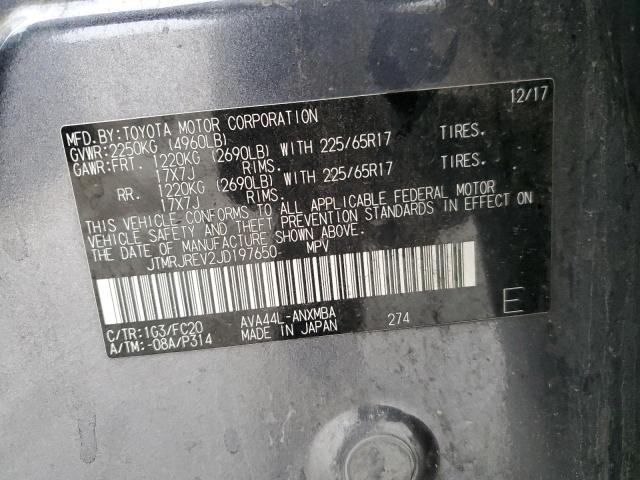 MFD.BY:TOYOTA MOTOR CORPORATION 12/17
GVWR:2250KG (4960LB)
GAWR:FRT. 1220KG (2690LB) WITH 225/65R17 TIRES.
17X7J RIMS.
RR. 1220KG (2690LB) WITH 225/65R17 TIRES.
17X7J RIMS.
THIS VEHICLE CONFORMS TO ALL APPLICABLE FEDERAL MOTOR
VEHICLE SAFETY AND THEFT PREVENTION STANDARDS IN EFFECT ON
THE DATE OF MANUFACTURE SHOWN ABOVE.
JTMRJREV2JD197650 MPV
C/TR:1G3/FC20 AVA44L-ANXMBA 274 E
A/TM:-08A/P314 MADE IN JAPAN